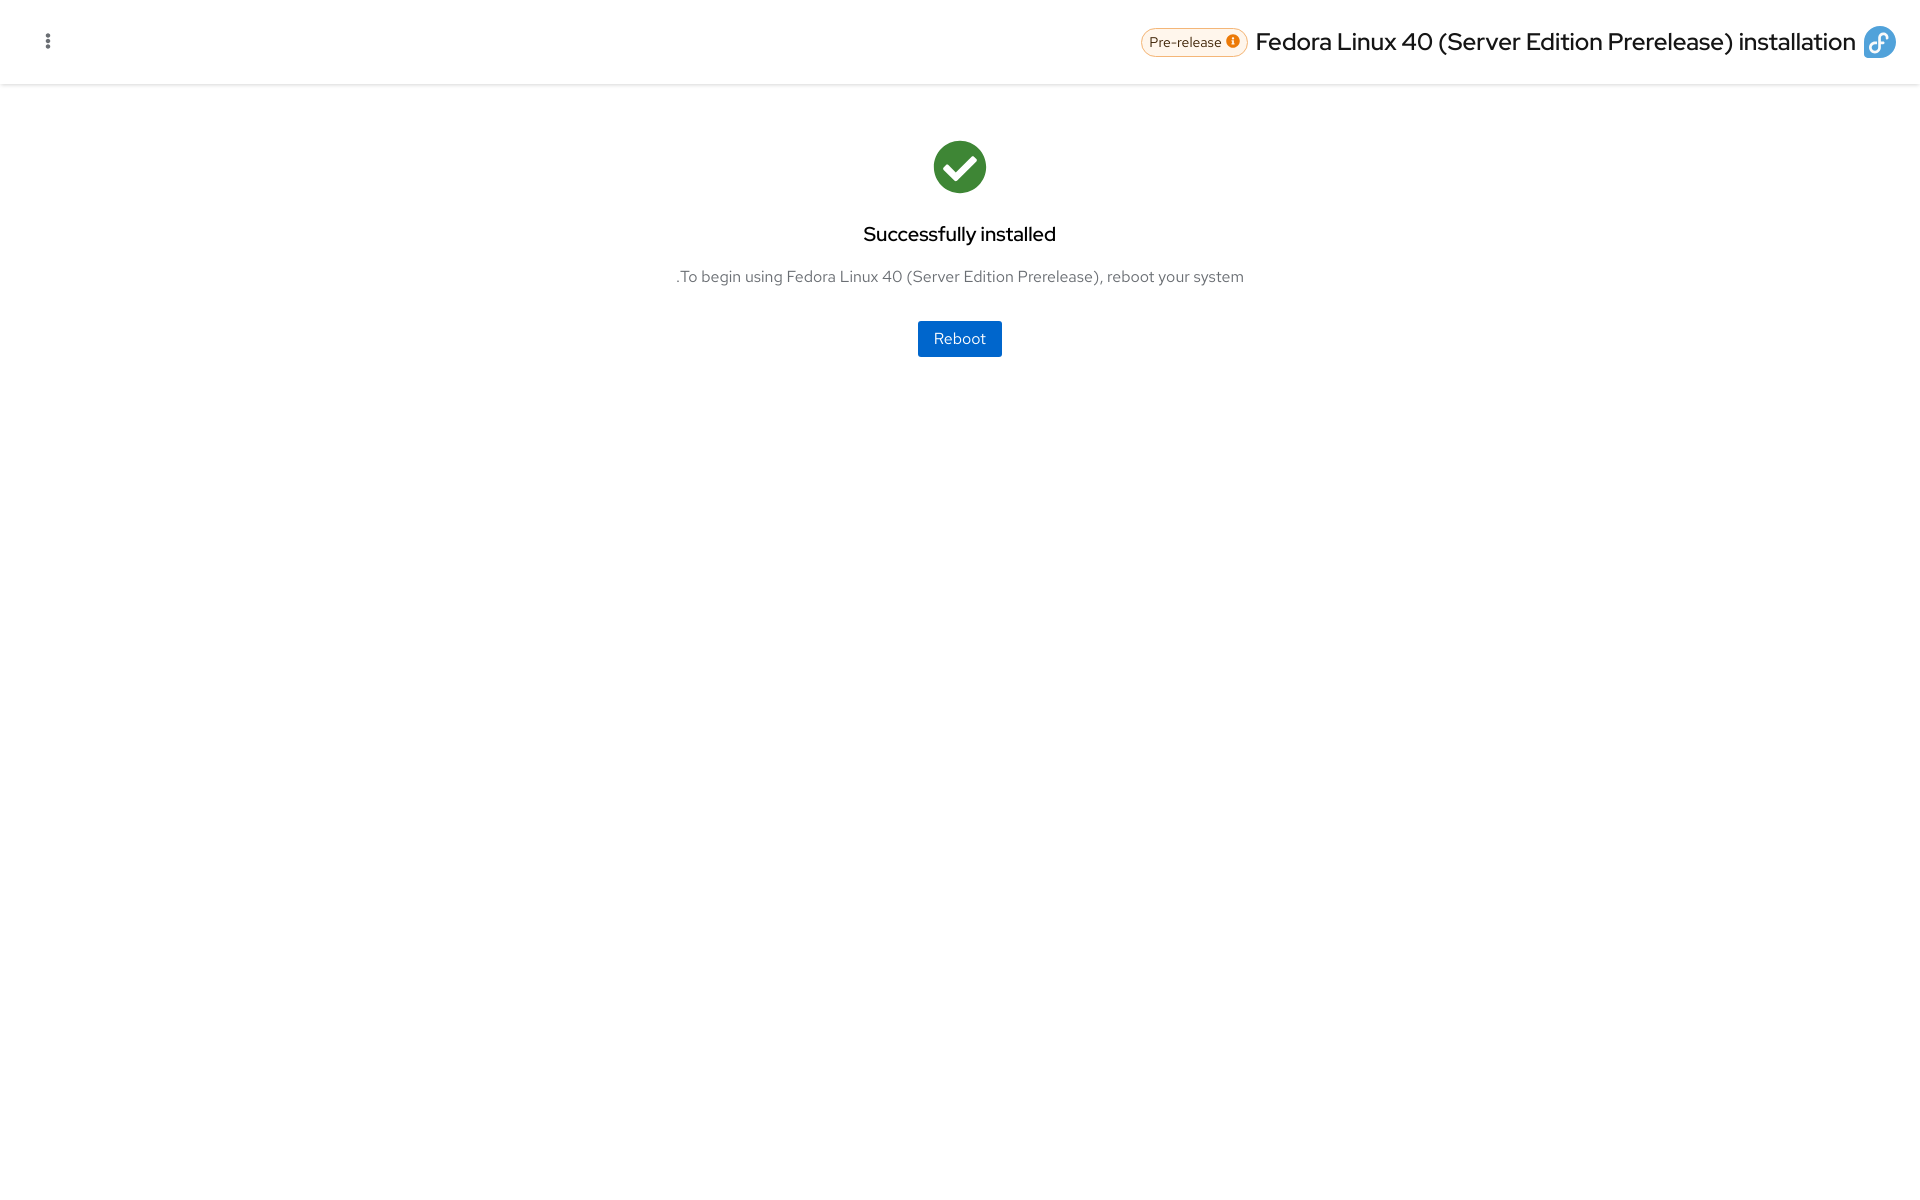 Fedora Linux 40 (Server Edition Prerelease) installation
Pre-release
Successfully installed
.To begin using Fedora Linux 40 (Server Edition Prerelease), reboot your system
Reboot